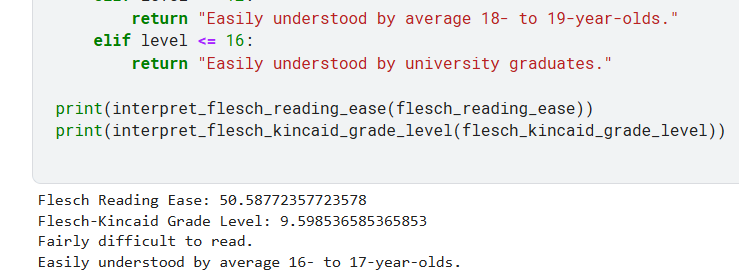 return "Easily understood by average 18- to 19-year-olds."
elif level <= 16:
return "Easily understood by university graduates."
print(interpret_flesch_reading_ease(flesch_reading_ease))
print(interpret_flesch_kincaid_grade_level(flesch_kincaid_grade_level))
Flesch Reading Ease: 50.58772357723578
Flesch-Kincaid Grade Level: 9.598536585365853
Fairly difficult to read.
Easily understood by average 16- to 17-year-olds.